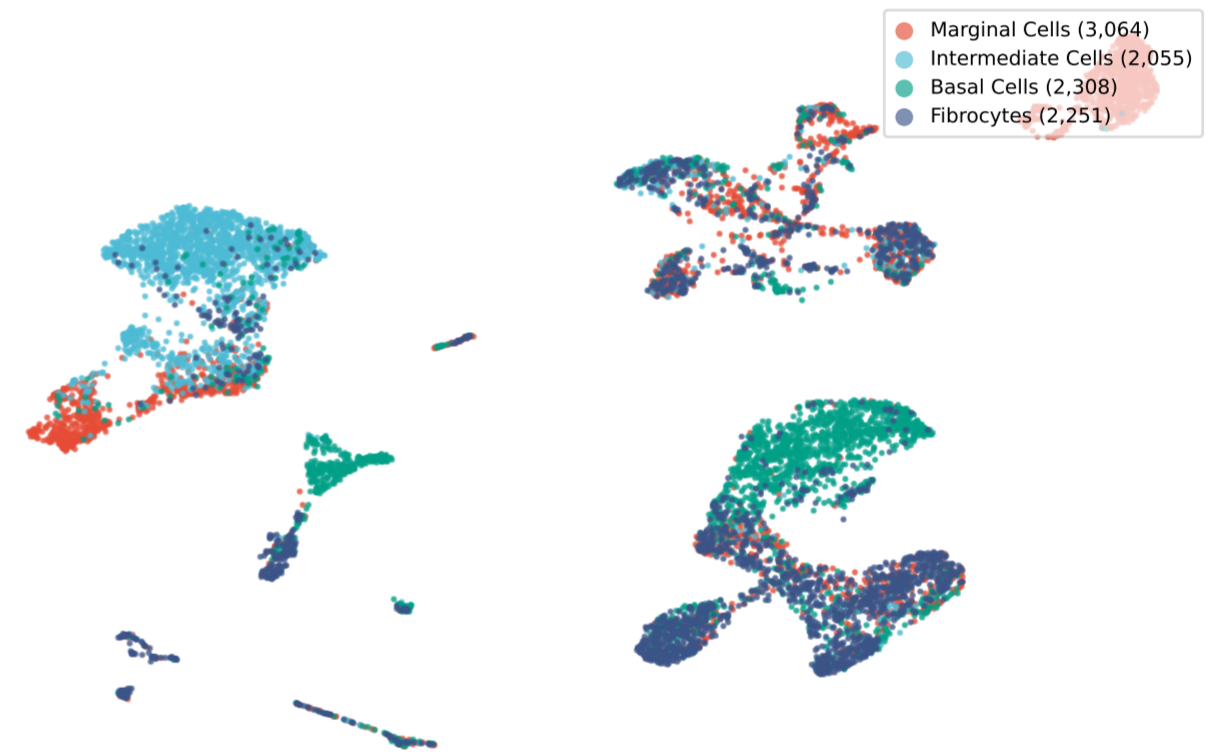 Marginal Cells (3,064)
Intermediate Cells (2,055)
Basal Cells (2,308)
Fibrocytes (2,251)